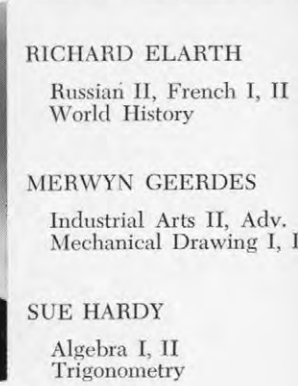 RICHARD ELARTH
Russian II, French I, II
World History
MERWYN GEERDES
Industrial Arts II, Adv.
Mechanical Drawing I, I
SUE HARDY
Algebra I, II
Trigonometry